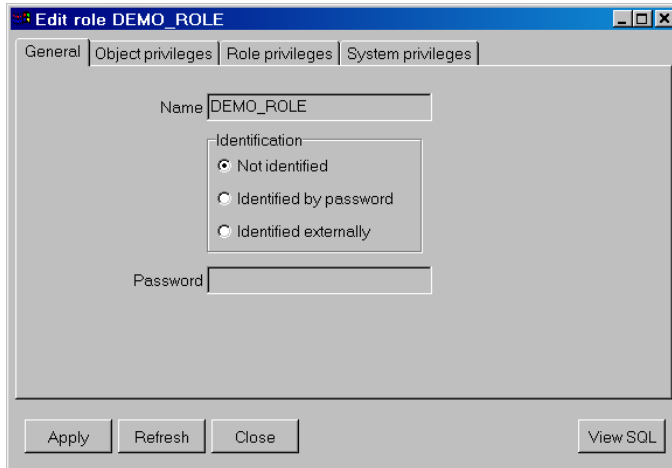 Edit role DEMO_ROLE
General Object privileges Role privileges System privileges
Name DEMO_ROLE
Identification
Not identified
Identified by password
Identified externally
Password
Apply Refresh Close View SQL